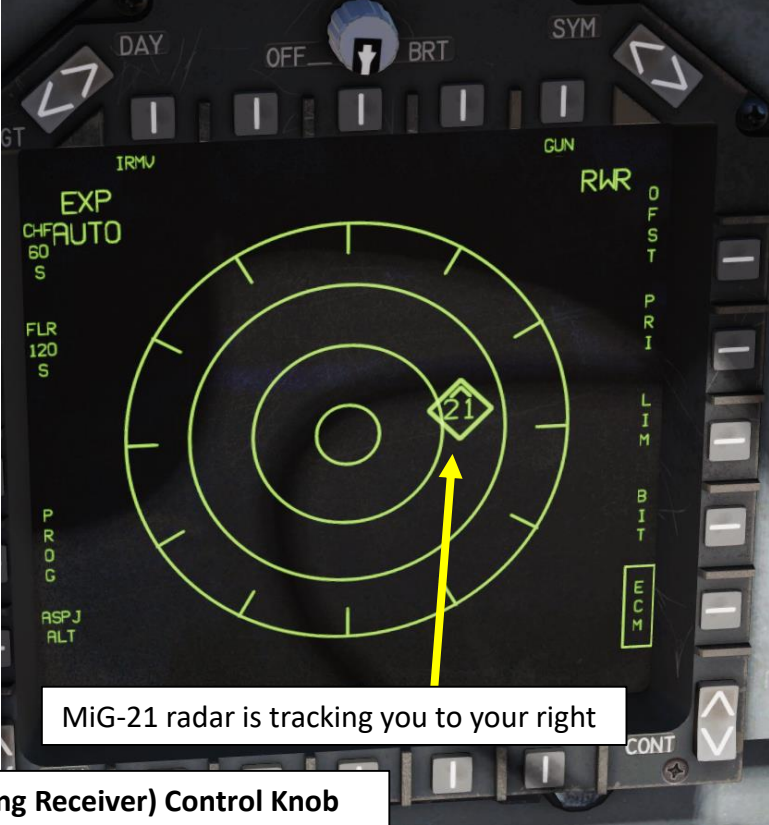 DAY
OFF
BRT
SYM
GT
IRMV
GUN
EXP
RWR
AUTO
CHF
60
S
FLR
120
S
OFST
PRI
LIM
BIT
ECM
21
PROG
ASPJ
ALT
MiG-21 radar is tracking you to your right
CONT
ng Receiver) Control Knob